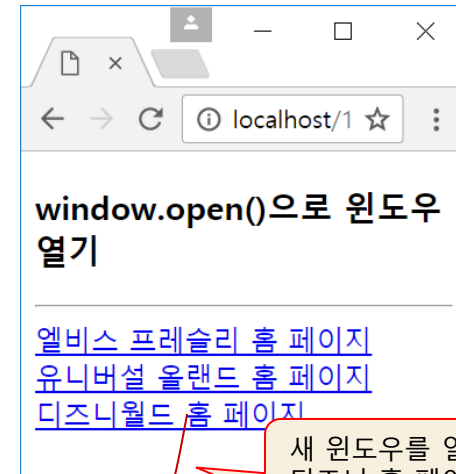 localhost/1
window.open()으로 윈도우
열기
엘비스 프레슬리 홈 페이지
유니버설 올랜드 홈 페이지
디즈니월드 홈 페이지
새 윈도우를